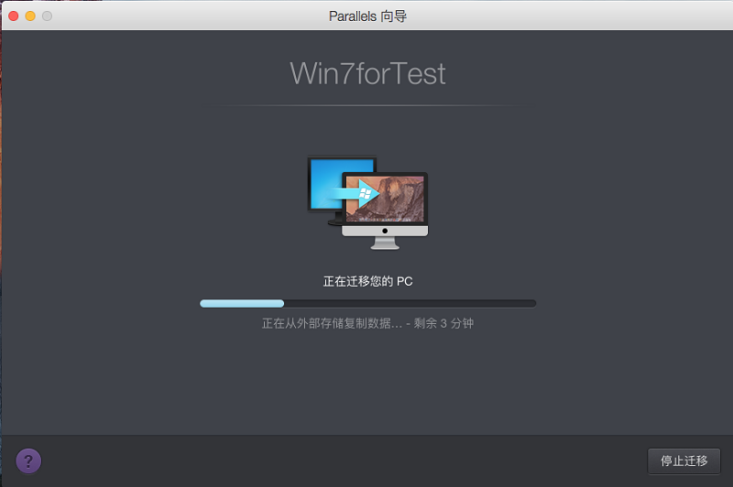 Parallels 向导
Win7forTest
正在迁移您的 PC
正在从外部存储复制数据... - 剩余 3 分钟
?
停止迁移